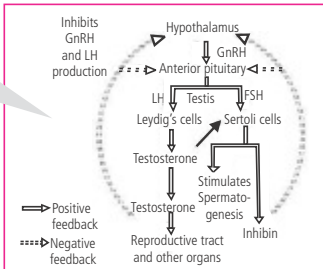 Inhibits
GnRH
and LH
production
Hypothalamus
GnRH
Anterior pituitary
LH
Testis
FSH
Leydig's cells
Sertoli cells
Testosterone
Stimulates
Spermato-
genesis
Testosterone
Inhibin
Reproductive tract
and other organs
Positive
feedback
Negative
feedback